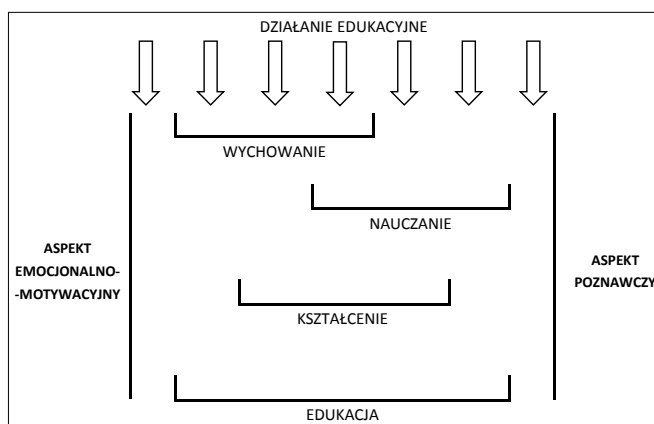 DZIAŁANIE EDUKACYJNE
WYCHOWANIE
NAUCZANIE
ASPEKT
EMOCJONALNO-
-MOTYWACYJNY
ASPEKT
POZNAWCZY
KSZTAŁCENIE
EDUKACJA